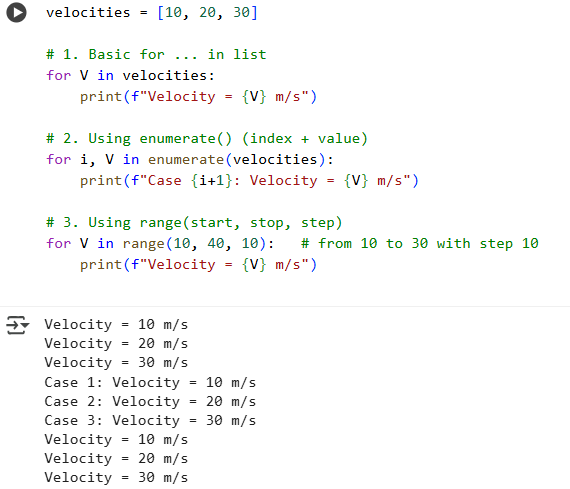 velocities = [10, 20, 30]

# 1. Basic for ... in list
for V in velocities:
    print(f"Velocity = {V} m/s")

# 2. Using enumerate() (index + value)
for i, V in enumerate(velocities):
    print(f"Case {i+1}: Velocity = {V} m/s")

# 3. Using range(start, stop, step)
for V in range(10, 40, 10):   # from 10 to 30 with step 10
    print(f"Velocity = {V} m/s")

Velocity = 10 m/s
Velocity = 20 m/s
Velocity = 30 m/s
Case 1: Velocity = 10 m/s
Case 2: Velocity = 20 m/s
Case 3: Velocity = 30 m/s
Velocity = 10 m/s
Velocity = 20 m/s
Velocity = 30 m/s